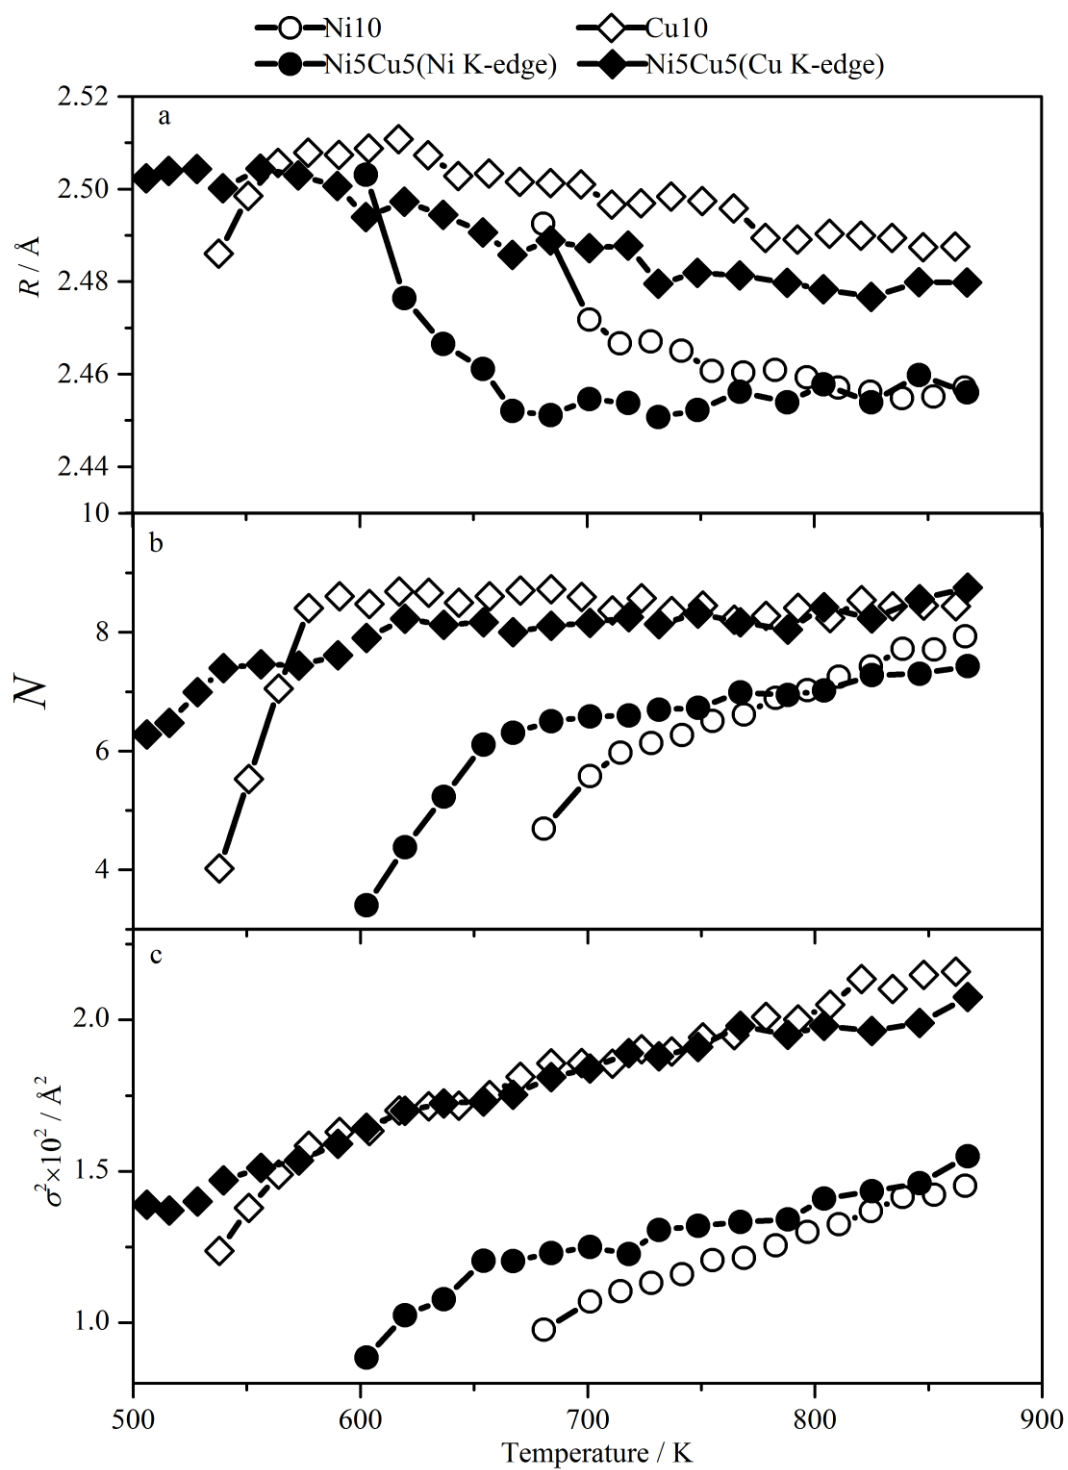 Ni10 Cu10
Ni5Cu5(Ni K-edge) Ni5Cu5(Cu K-edge)
a
2.52
2.50
2.48
2.46
2.44
R / Å
b
10
8
6
4
N
c
2.0
1.5
1.0
σ²×10² / Å²
500 600 700 800 900
Temperature / K